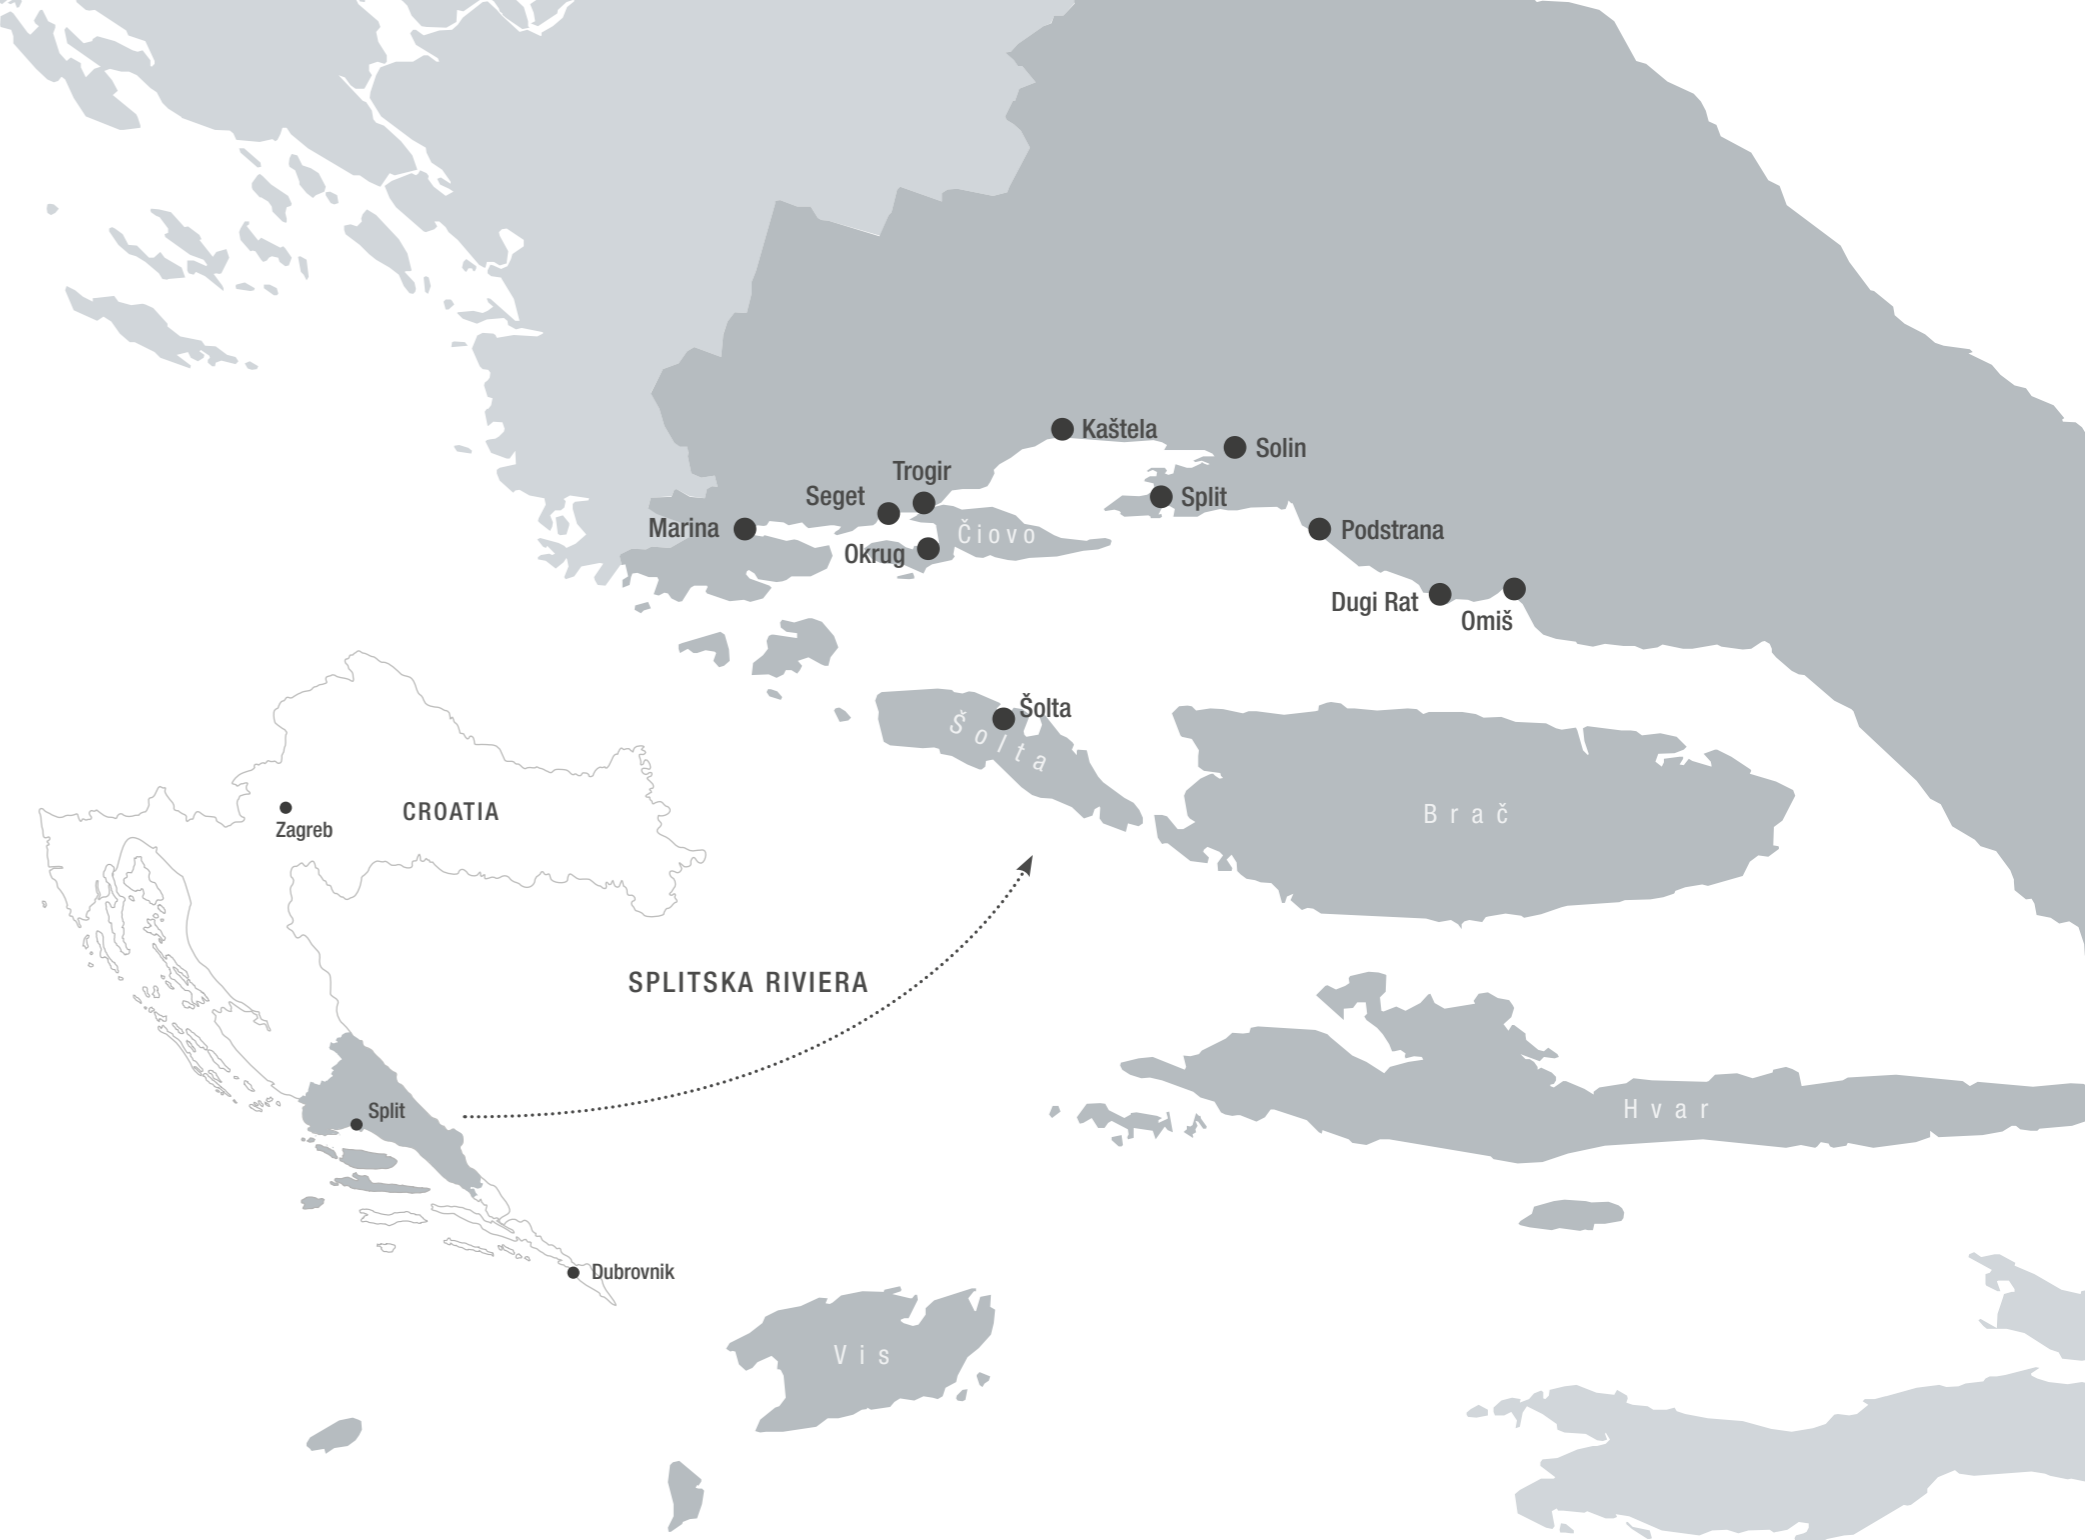 Kaštela
Solin
Trogir
Seget
Split
Marina
Podstrana
Čiovo
Okrug
Dugi Rat
Omiš
Šolta
Šolta
Brač
CROATIA
Zagreb
SPLITSKA RIVIERA
Hvar
Split
Dubrovnik
Vis